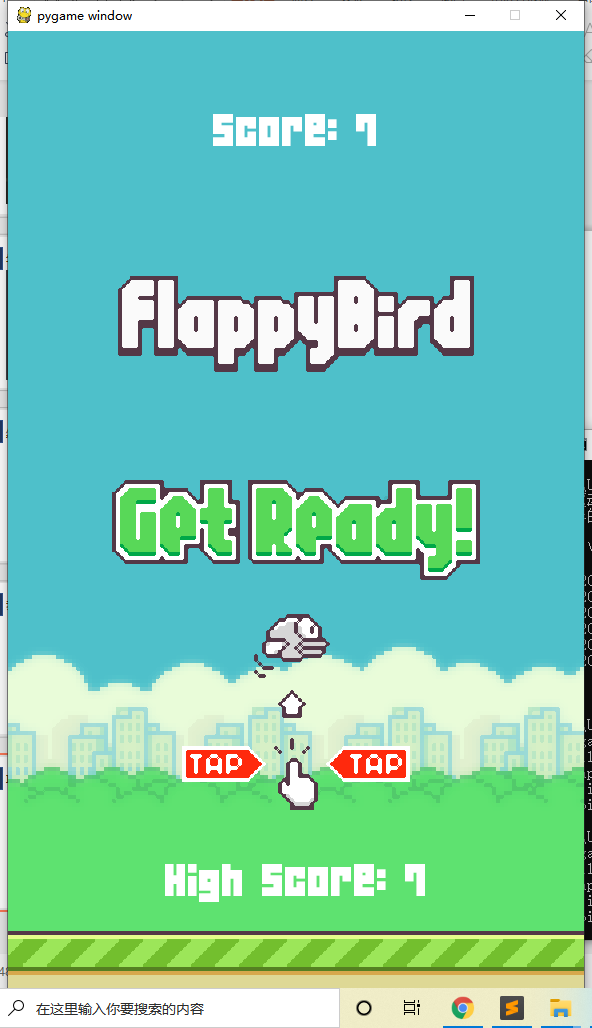 pygame window
Score: 7
FlappyBird
Get Ready!
TAP TAP
High Score: 7
在这里输入你要搜索的内容